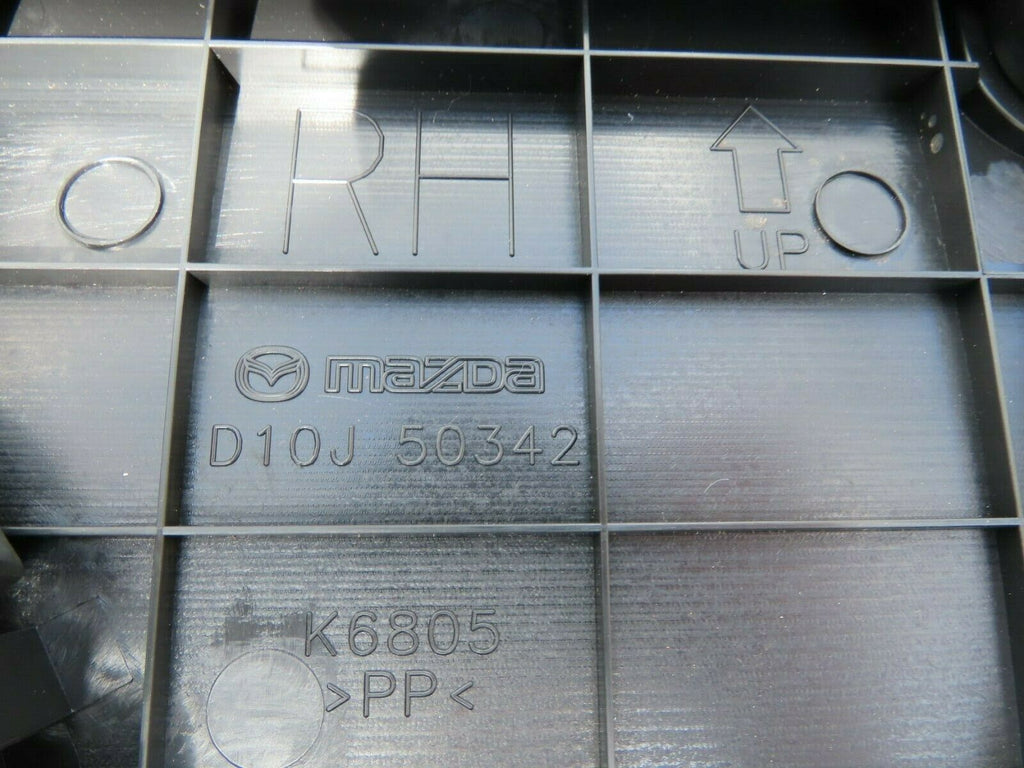 RH
UP
mazda
D10J 50342
K6805
>PP<